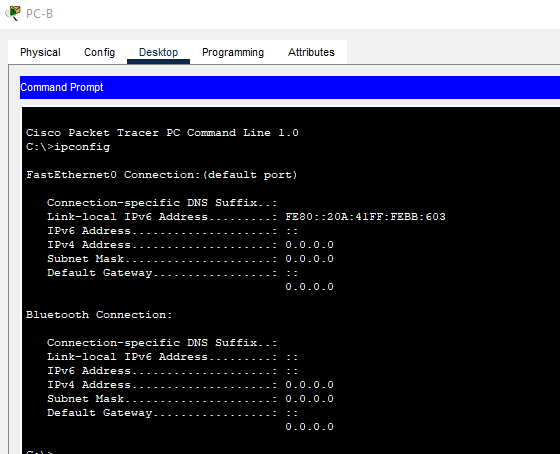 PC-B
Physical Config Desktop Programming Attributes
Command Prompt
Cisco Packet Tracer PC Command Line 1.0
C:\>ipconfig
FastEthernet0 Connection:(default port)
Connection-specific DNS Suffix..:
Link-local IPv6 Address.........: FE80::20A:41FF:FEBB:603
IPv6 Address....................: ::
IPv4 Address....................: 0.0.0.0
Subnet Mask.....................: 0.0.0.0
Default Gateway.................: ::
0.0.0.0
Bluetooth Connection:
Connection-specific DNS Suffix..:
Link-local IPv6 Address.........: ::
IPv6 Address....................: ::
IPv4 Address....................: 0.0.0.0
Subnet Mask.....................: 0.0.0.0
Default Gateway.................: ::
0.0.0.0
C:\>